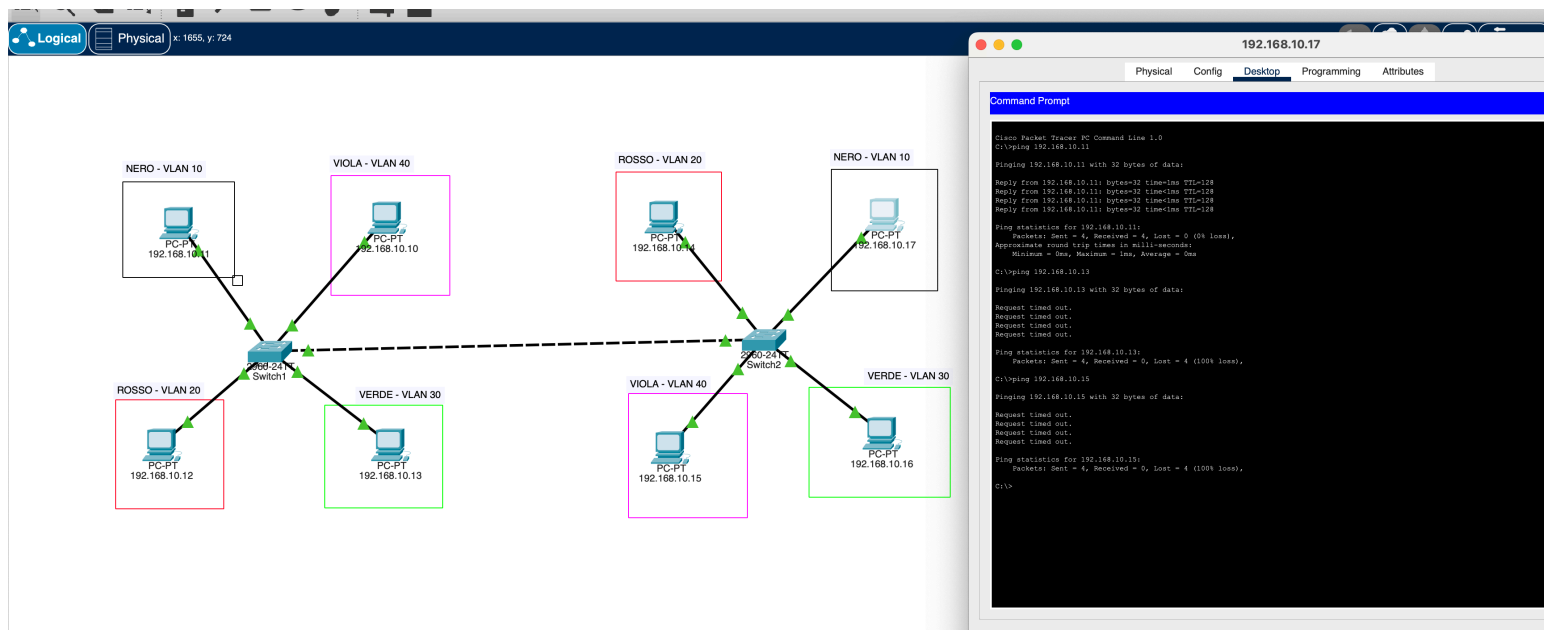 Logical
Physical
x: 1655, y: 724
NERO - VLAN 10
PC-PT
192.168.10.11
VIOLA - VLAN 40
PC-PT
192.168.10.10
ROSSO - VLAN 20
PC-PT
192.168.10.14
NERO - VLAN 10
PC-PT
192.168.10.17
2960-24TT
Switch1
2960-24TT
Switch2
ROSSO - VLAN 20
PC-PT
192.168.10.12
VERDE - VLAN 30
PC-PT
192.168.10.13
VIOLA - VLAN 40
PC-PT
192.168.10.15
VERDE - VLAN 30
PC-PT
192.168.10.16
192.168.10.17
Physical Config Desktop Programming Attributes
Command Prompt
Cisco Packet Tracer PC Command Line 1.0
C:\>ping 192.168.10.11
Pinging 192.168.10.11 with 32 bytes of data:
Reply from 192.168.10.11: bytes=32 time=1ms TTL=128
Reply from 192.168.10.11: bytes=32 time<1ms TTL=128
Reply from 192.168.10.11: bytes=32 time<1ms TTL=128
Reply from 192.168.10.11: bytes=32 time<1ms TTL=128
Ping statistics for 192.168.10.11:
Packets: Sent = 4, Received = 4, Lost = 0 (0% loss),
Approximate round trip times in milli-seconds:
Minimum = 0ms, Maximum = 1ms, Average = 0ms
C:\>ping 192.168.10.13
Pinging 192.168.10.13 with 32 bytes of data:
Request timed out.
Request timed out.
Request timed out.
Request timed out.
Ping statistics for 192.168.10.13:
Packets: Sent = 4, Received = 0, Lost = 4 (100% loss),
C:\>ping 192.168.10.15
Pinging 192.168.10.15 with 32 bytes of data:
Request timed out.
Request timed out.
Request timed out.
Request timed out.
Ping statistics for 192.168.10.15:
Packets: Sent = 4, Received = 0, Lost = 4 (100% loss),
C:\>